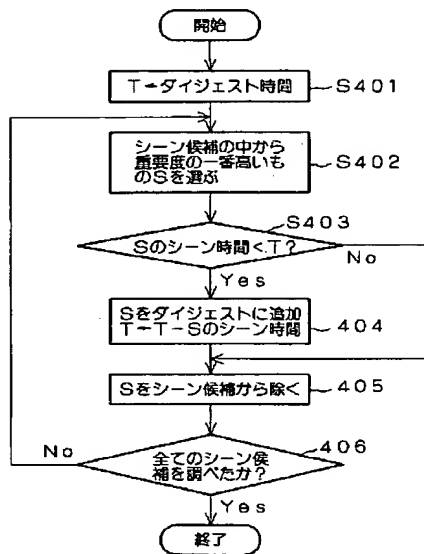 開始
T←ダイジェスト時間
S401
シーン候補の中から
重要度の一番高いも
のSを選ぶ
S402
S403
Sのシーン時間<T?
No
Yes
Sをダイジェストに追加
T←T-Sのシーン時間
404
Sをシーン候補から除く
405
406
全てのシーン候
補を調べたか?
No
Yes
終了